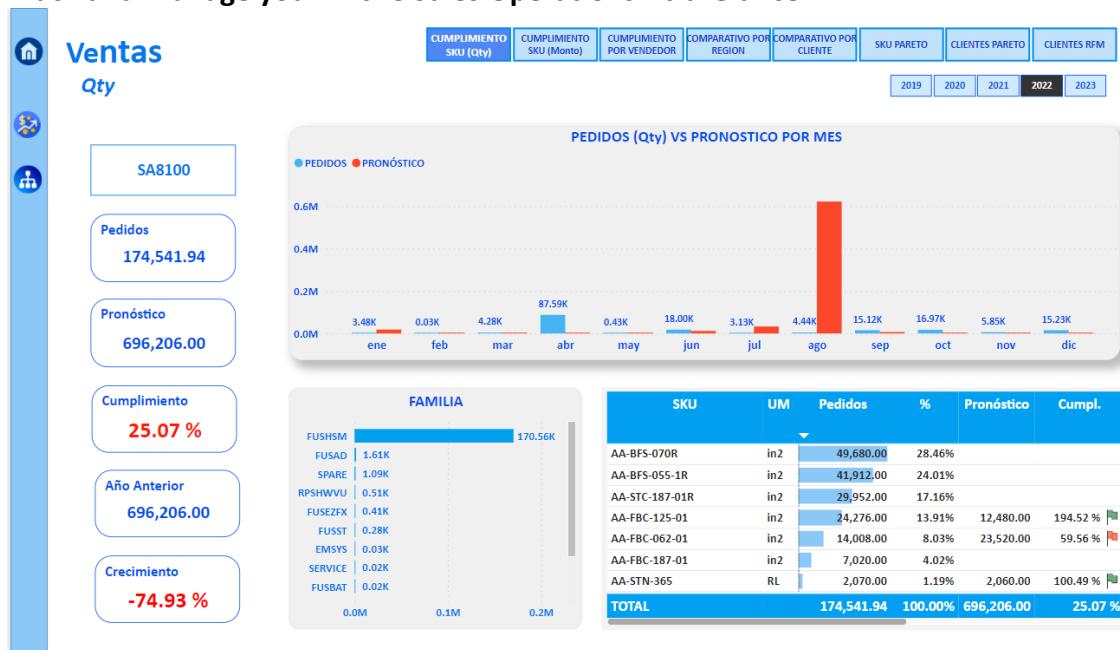 Ventas
Qty
CUMPLIMIENTO SKU (Qty)
CUMPLIMIENTO SKU (Monto)
CUMPLIMIENTO POR VENDEDOR
COMPARATIVO POR REGION
COMPARATIVO POR CLIENTE
SKU PARETO
CLIENTES PARETO
CLIENTES RFM
2019 2020 2021 2022 2023
SA8100
Pedidos
174,541.94
Pronóstico
696,206.00
Cumplimiento
25.07 %
Año Anterior
696,206.00
Crecimiento
-74.93 %
PEDIDOS (Qty) VS PRONOSTICO POR MES
PEDIDOS PRONÓSTICO
0.6M
0.4M
0.2M
0.0M
3.48K 0.03K 4.28K 87.59K 0.43K 18.00K 3.13K 4.44K 15.12K 16.97K 5.85K 15.23K
ene feb mar abr may jun jul ago sep oct nov dic
FAMILIA
FUSHSM 170.56K
FUSAD 1.61K
SPARE 1.09K
RPSHWVU 0.51K
FUSEZFX 0.41K
FUSST 0.28K
EMSYS 0.03K
SERVICE 0.02K
FUSBAT 0.02K
0.0M 0.1M 0.2M
SKU UM Pedidos % Pronóstico Cumpl.
AA-BFS-070R in2 49,680.00 28.46%
AA-BFS-055-1R in2 41,912.00 24.01%
AA-STC-187-01R in2 29,952.00 17.16%
AA-FBC-125-01 in2 24,276.00 13.91% 12,480.00 194.52 %
AA-FBC-062-01 in2 14,008.00 8.03% 23,520.00 59.56 %
AA-FBC-187-01 in2 7,020.00 4.02%
AA-STN-365 RL 2,070.00 1.19% 2,060.00 100.49 %
TOTAL 174,541.94 100.00% 696,206.00 25.07 %